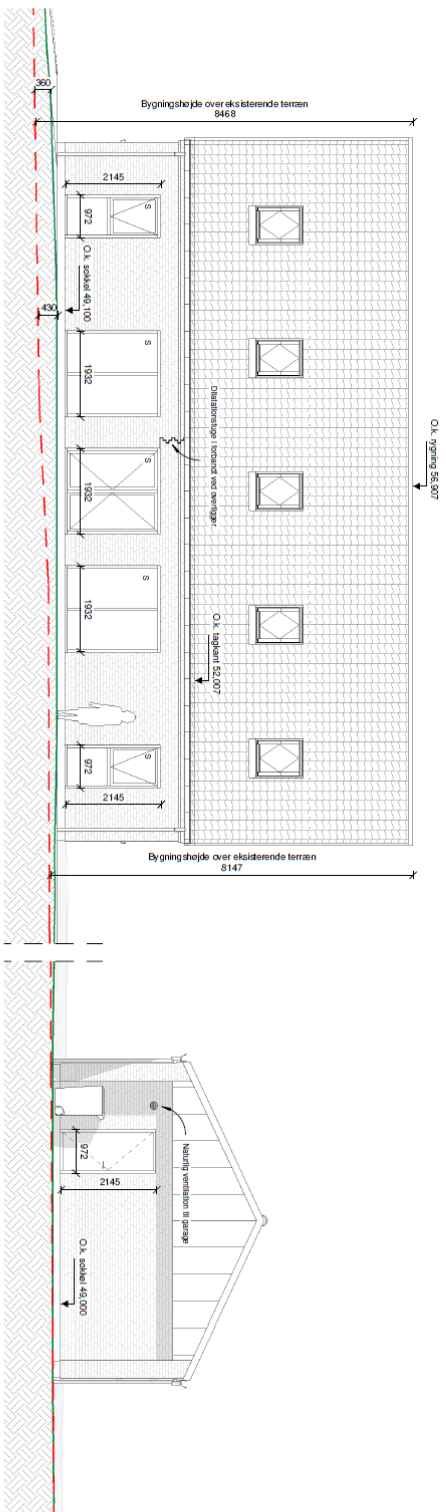 360
Bygningshøjde over eksisterende terræn
8468
2145
972
S
O.k. sokkel 49,100
430
1932
S
Dilatationsfuge i forbandt ved overligger.
O.k. rygning 56,907
1932
S
1932
S
O.k. tagkant 52,007
972
S
2145
Bygningshøjde over eksisterende terræn
8147
Naturlig ventilation til garage
972
2145
O.k. sokkel 49,000